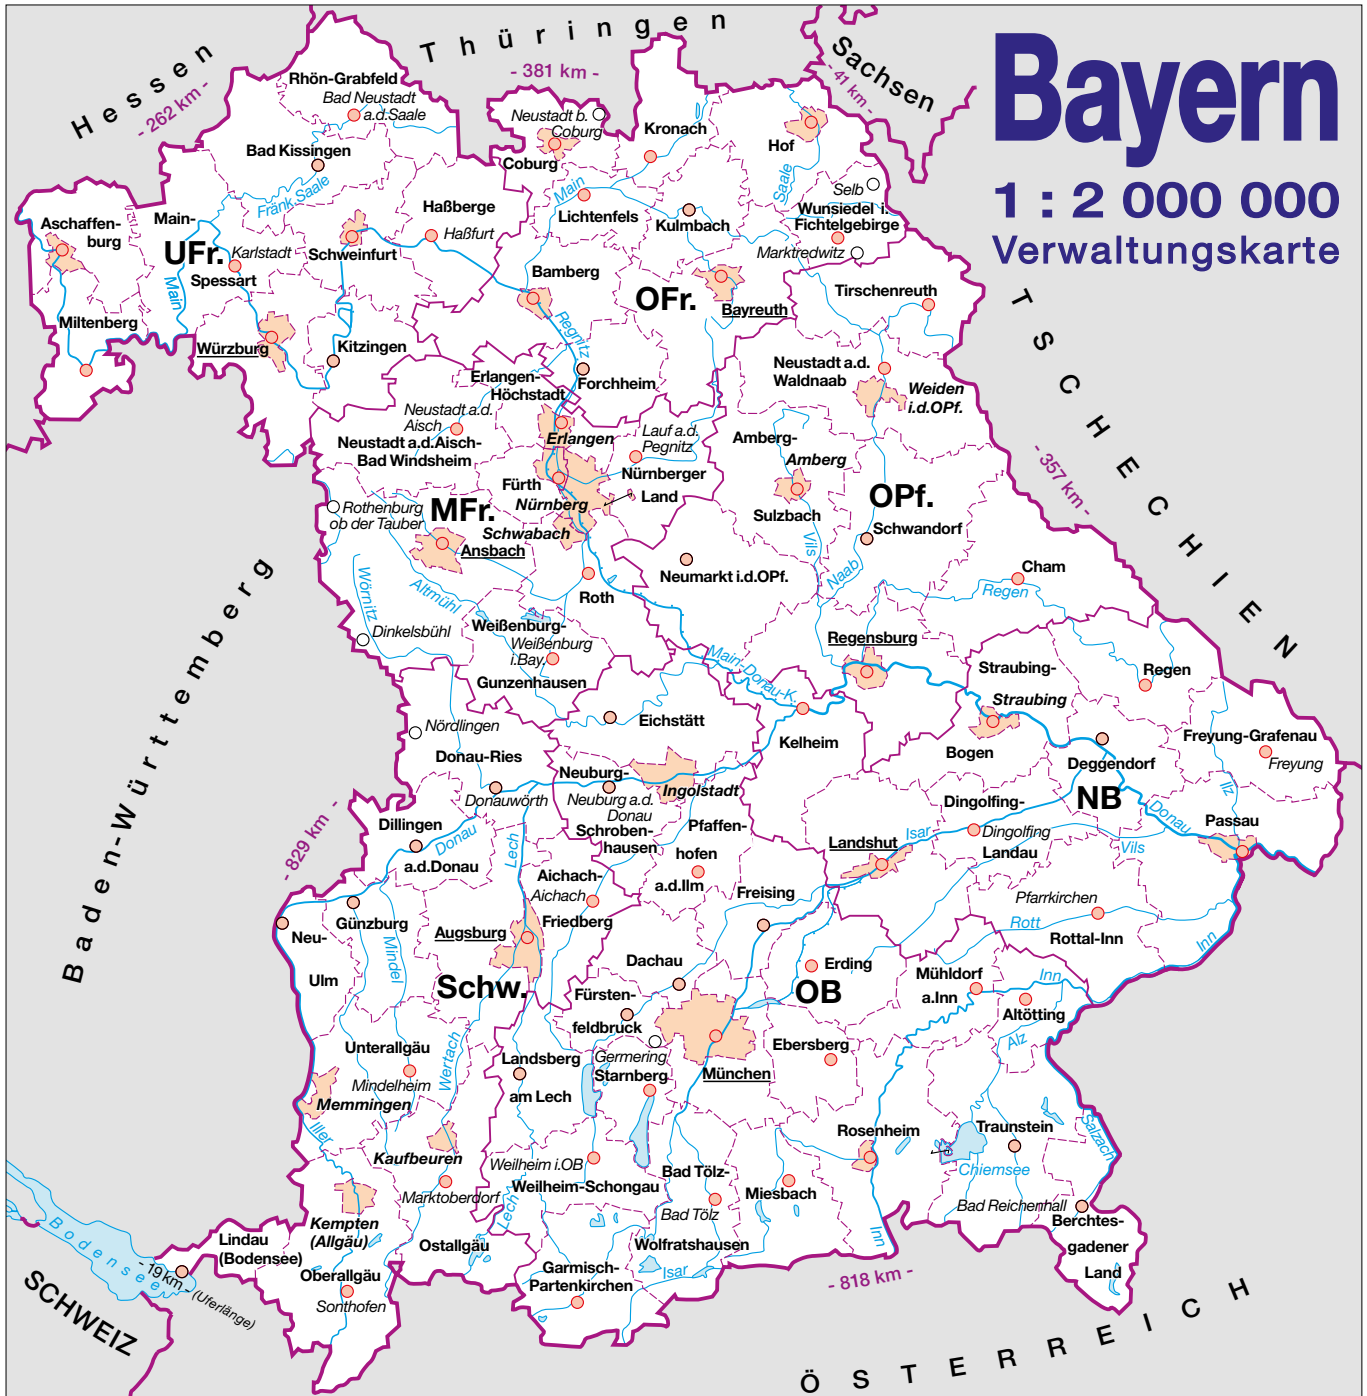 Bayern
1 : 2 000 000
Verwaltungskarte
Hessen
- 262 km -
Thüringen
- 381 km -
Sachsen
- 41 km -
TSCHECHIEN
- 357 km -
Baden-Württemberg
- 829 km -
SCHWEIZ
ÖSTERREICH
- 818 km -
Bodensee
- 19 km -
(Uferlänge)
UFr.
OFr.
MFr.
OPf.
NB
OB
Schw.
Rhön-Grabfeld
Bad Neustadt
a.d.Saale
Bad Kissingen
Fränk. Saale
Neustadt b.
Coburg
Coburg
Kronach
Hof
Saale
Selb
Wunsiedel i.
Fichtelgebirge
Marktredwitz
Main
Lichtenfels
Kulmbach
Aschaffen-
burg
Main-
Spessart
Karlstadt
Main
Miltenberg
Schweinfurt
Haßberge
Haßfurt
Bamberg
Bayreuth
Tirschenreuth
Würzburg
Kitzingen
Regnitz
Forchheim
Erlangen-
Höchstadt
Neustadt a.d.
Aisch
Neustadt a.d.Aisch-
Bad Windsheim
Erlangen
Lauf a.d.
Pegnitz
Nürnberger
Land
Fürth
Nürnberg
Schwabach
Rothenburg
ob der Tauber
Ansbach
Neustadt a.d.
Waldnaab
Weiden
i.d.OPf.
Amberg-
Amberg
Sulzbach
Vils
Naab
Schwandorf
Neumarkt i.d.OPf.
Cham
Regen
Wörnitz
Altmühl
Roth
Dinkelsbühl
Weißenburg-
Weißenburg
i.Bay.
Gunzenhausen
Main-Donau-K.
Regensburg
Straubing-
Straubing
Bogen
Regen
Nördlingen
Eichstätt
Kelheim
Deggendorf
Freyung-Grafenau
Freyung
Donau-Ries
Donauwörth
Neuburg-
Neuburg a.d.
Donau
Schroben-
hausen
Ingolstadt
Pfaffen-
hofen
a.d.Ilm
Dingolfing-
Dingolfing
Landau
Landshut
Isar
Vils
Donau
Ilz
Passau
Dillingen
a.d.Donau
Donau
Lech
Aichach-
Aichach
Friedberg
Freising
Pfarrkirchen
Rott
Rottal-Inn
Inn
Günzburg
Mindel
Neu-
Ulm
Augsburg
Dachau
Erding
Mühldorf
a.Inn
Inn
Altötting
Alz
Fürsten-
feldbruck
Germering
Starnberg
München
Ebersberg
Unterallgäu
Mindelheim
Memmingen
Wertach
Landsberg
am Lech
Iller
Kaufbeuren
Marktoberdorf
Weilheim i.OB
Weilheim-Schongau
Lech
Rosenheim
Traunstein
Chiemsee
Salzach
Bad Tölz-
Bad Tölz
Wolfratshausen
Miesbach
Inn
Bad Reichenhall
Berchtes-
gadener
Land
Kempten
(Allgäu)
Lindau
(Bodensee)
Oberallgäu
Sonthofen
Ostallgäu
Garmisch-
Partenkirchen
Isar